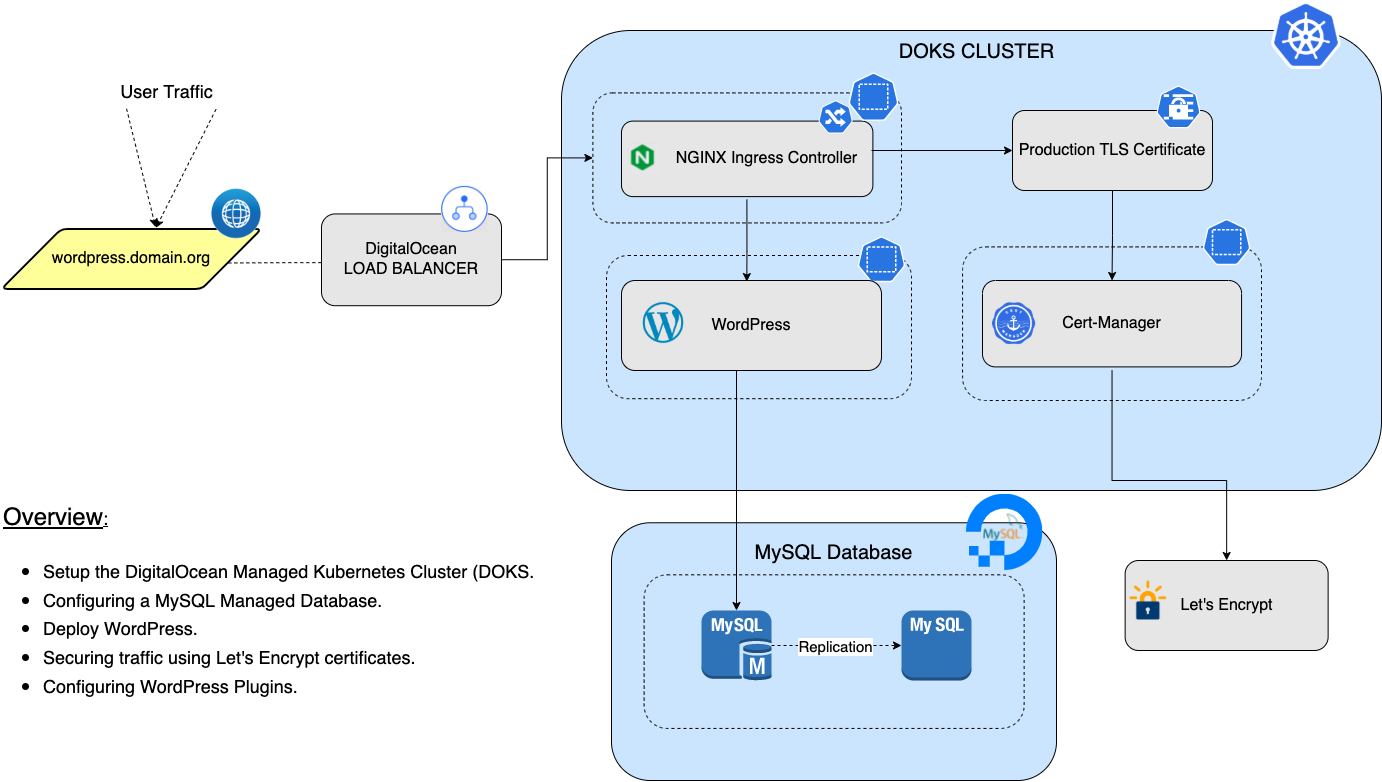 DOKS CLUSTER
User Traffic
NGINX Ingress Controller
Production TLS Certificate
wordpress.domain.org
DigitalOcean
LOAD BALANCER
WordPress
Cert-Manager
Overview:
Setup the DigitalOcean Managed Kubernetes Cluster (DOKS.
Configuring a MySQL Managed Database.
Deploy WordPress.
Securing traffic using Let's Encrypt certificates.
Configuring WordPress Plugins.
MySQL
MySQL Database
Let's Encrypt
MySQL
M
Replication
My SQL